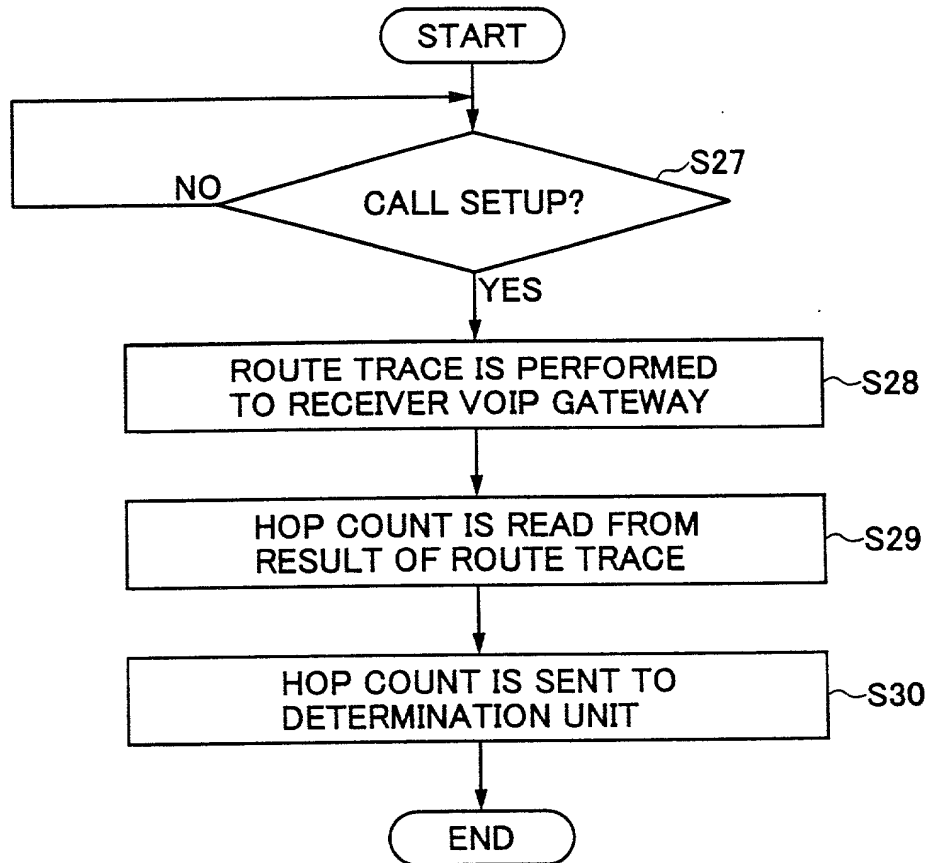 START
S27
NO
CALL SETUP?
YES
ROUTE TRACE IS PERFORMED
TO RECEIVER VOIP GATEWAY
S28
HOP COUNT IS READ FROM
RESULT OF ROUTE TRACE
S29
HOP COUNT IS SENT TO
DETERMINATION UNIT
S30
END